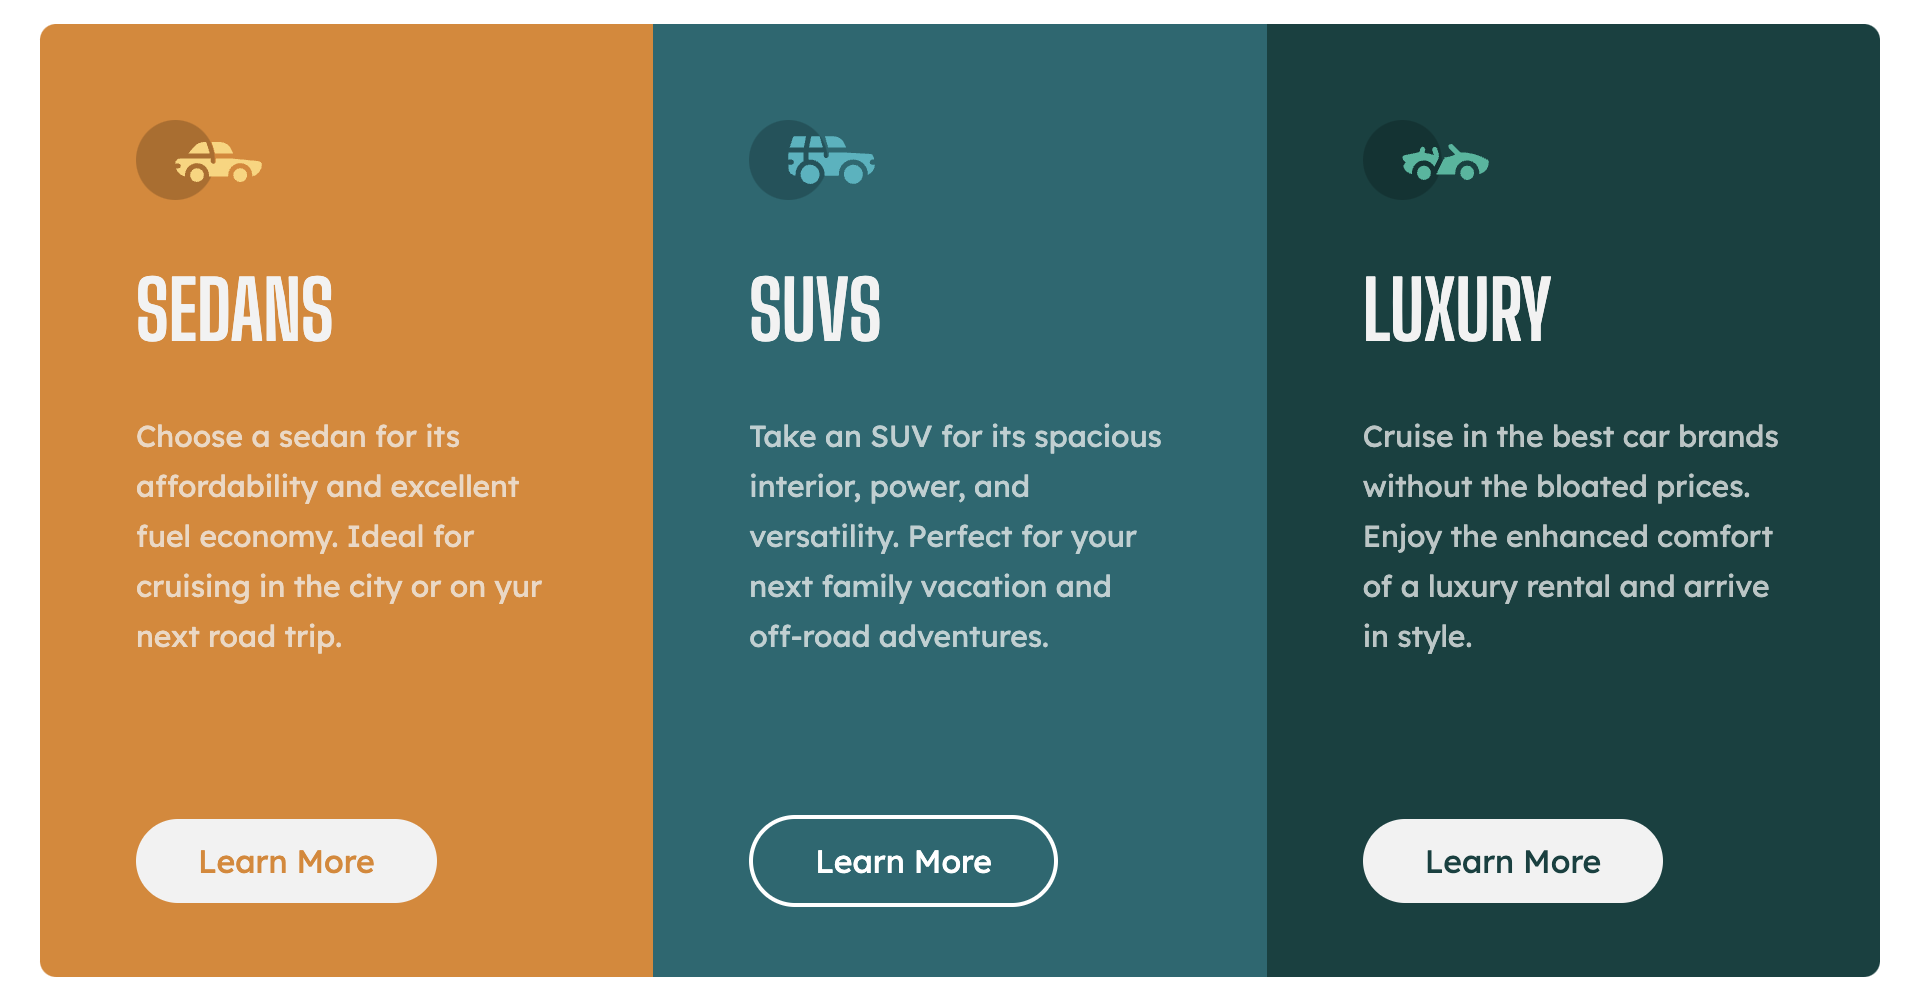 SEDANS
Choose a sedan for its
affordability and excellent
fuel economy. Ideal for
cruising in the city or on yur
next road trip.
Learn More
SUVS
Take an SUV for its spacious
interior, power, and
versatility. Perfect for your
next family vacation and
off-road adventures.
Learn More
LUXURY
Cruise in the best car brands
without the bloated prices.
Enjoy the enhanced comfort
of a luxury rental and arrive
in style.
Learn More